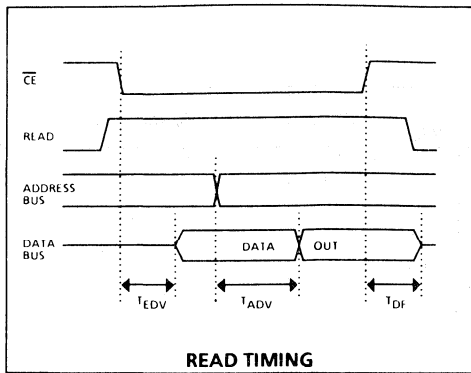 CE
READ
ADDRESS
BUS
DATA
BUS
DATA OUT
TEDV
TADV
TDF
READ TIMING